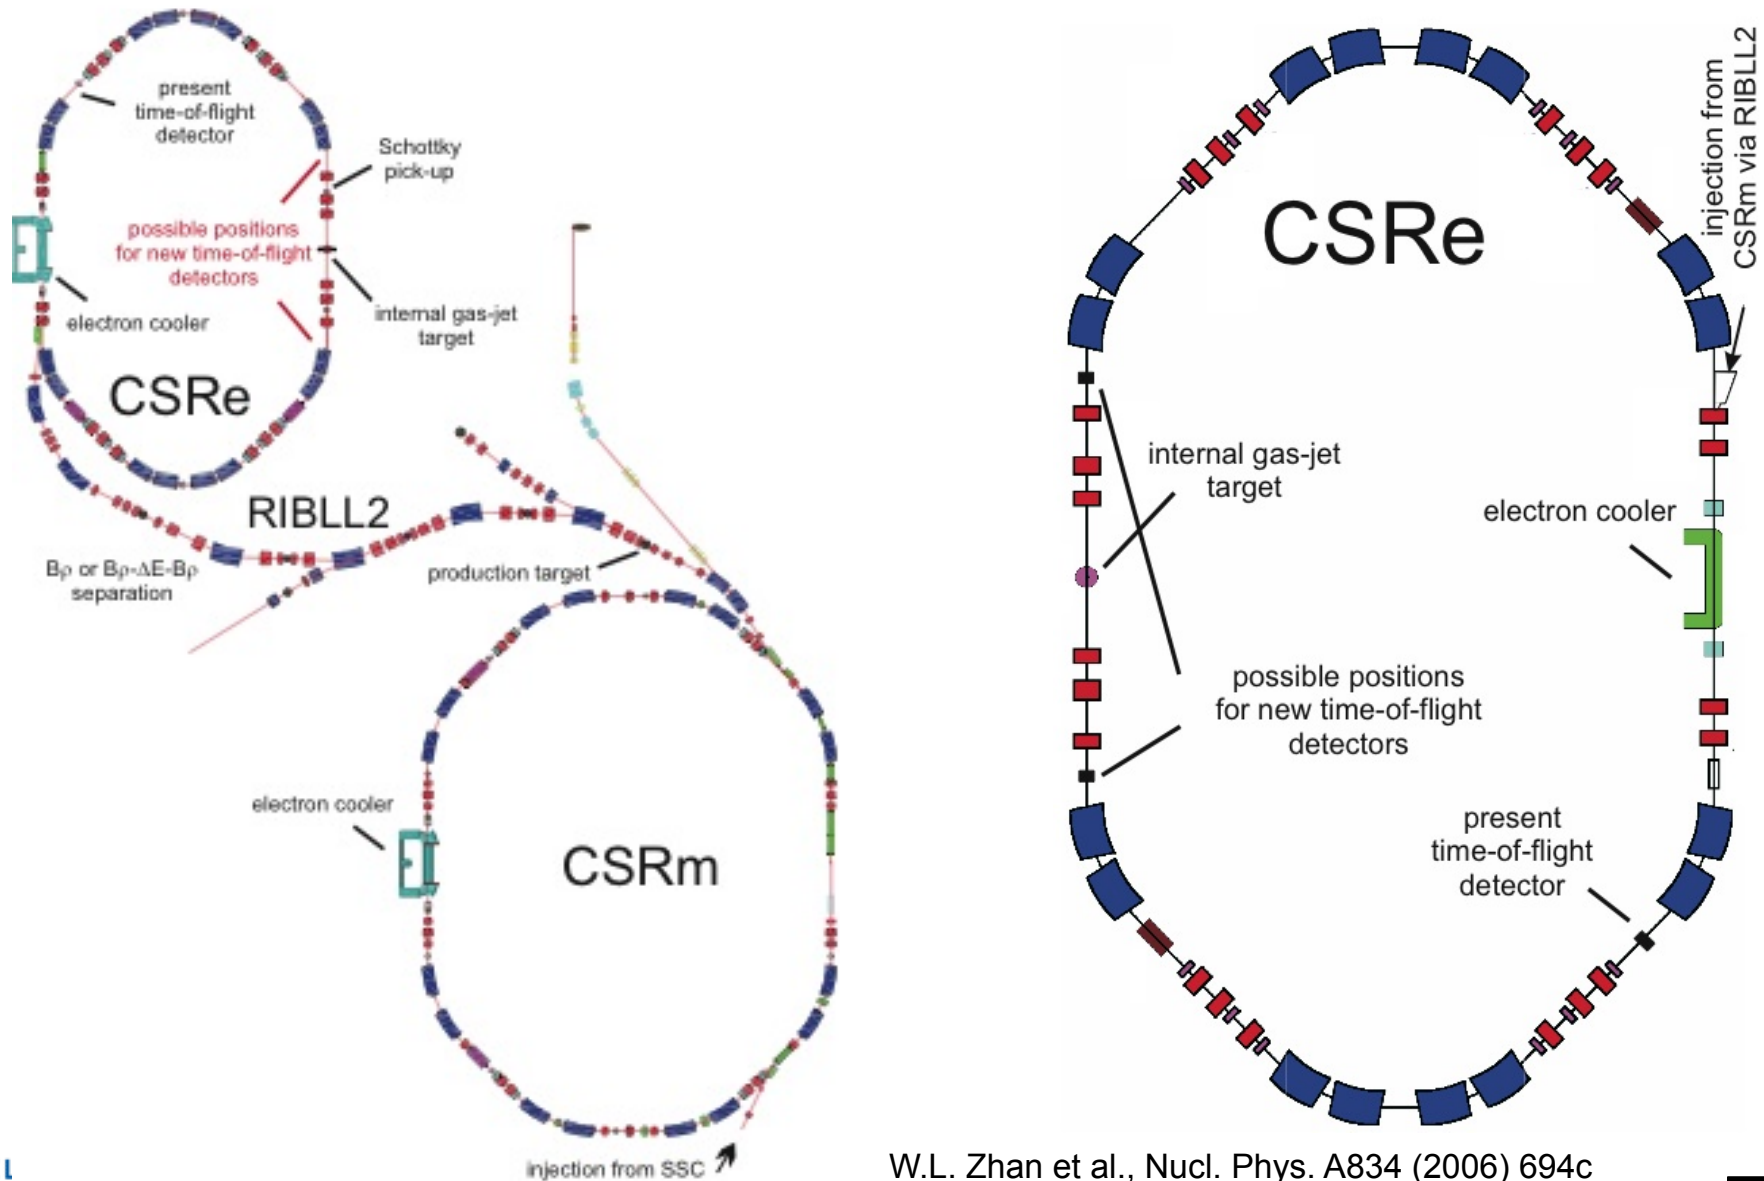 present
time-of-flight
detector
Schottky
pick-up
possible positions
for new time-of-flight
detectors
electron cooler
internal gas-jet
target
CSRe
RIBLL2
Bρ or Bρ-ΔE-Bρ
separation
production target
electron cooler
CSRm
injection from SSC
injection from
CSRm via RIBLL2
CSRe
internal gas-jet
target
electron cooler
possible positions
for new time-of-flight
detectors
present
time-of-flight
detector
W.L. Zhan et al., Nucl. Phys. A834 (2006) 694c